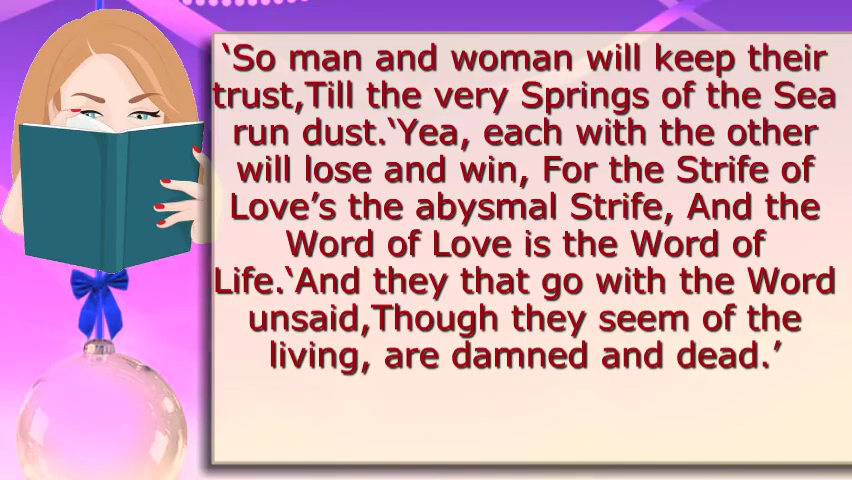 ‘So man and woman will keep their
trust,Till the very Springs of the Sea
run dust.‘Yea, each with the other
will lose and win, For the Strife of
Love’s the abysmal Strife, And the
Word of Love is the Word of
Life.‘And they that go with the Word
unsaid,Though they seem of the
living, are damned and dead.’